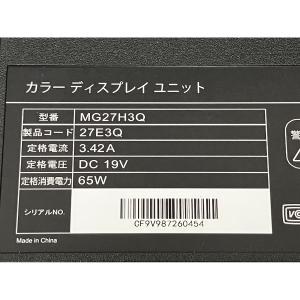 カラー ディスプレイ ユニット
型番 MG27H3Q
製品コード 27E3Q
定格電流 3.42A
定格電圧 DC 19V
定格消費電力 65W
シリアルNO.
CF9V987260454
Made in China
警